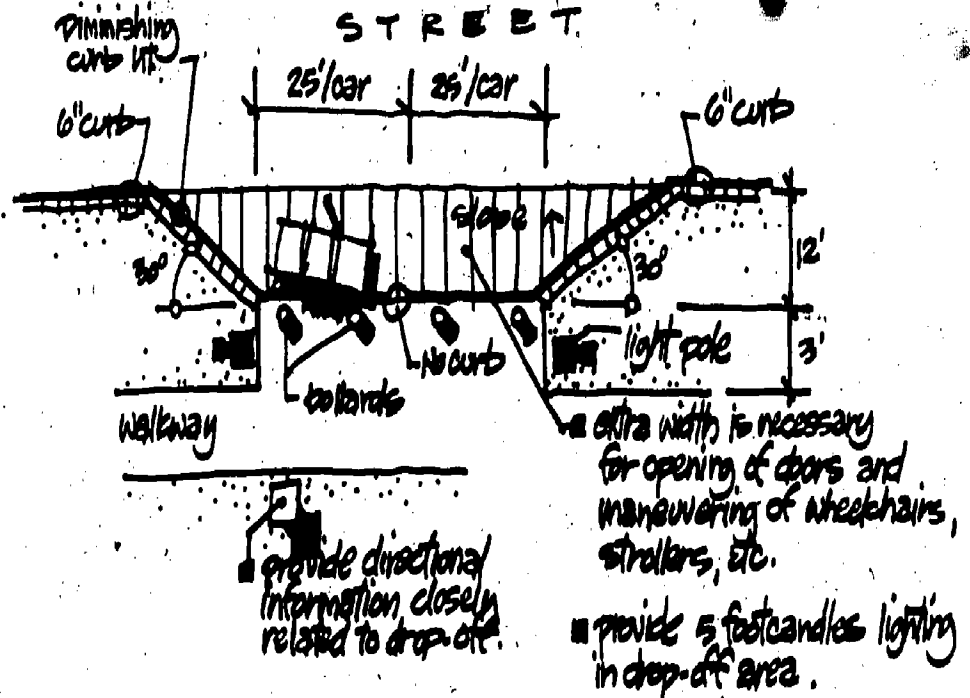 STREET
Diminishing
curb ht.
25'/car
25'/car
6" curb
6" curb
slope
30°
30°
12'
3'
light pole
No curb
bollards
walkway
extra width is necessary
for opening of doors and
maneuvering of wheelchairs,
strollers, etc.
provide directional
information closely
related to drop-off.
provide 5 footcandles lighting
in drop-off area.